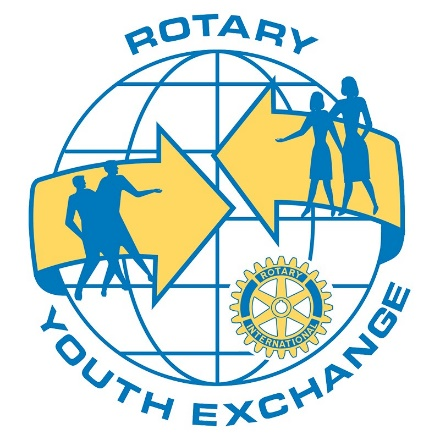 ROTARY
ROTARY
INTERNATIONAL
YOUTH EXCHANGE